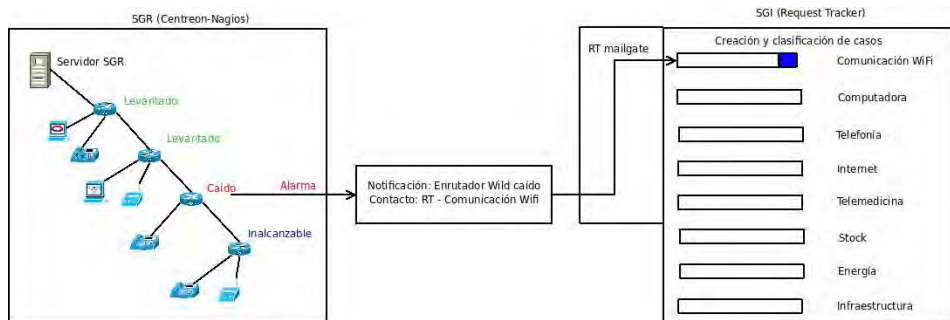 SGR (Centreon-Nagios)
Servidor SGR
Levantado
Levantado
Caído
Alarma
Inalcanzable
Notificación: Enrutador Wild caído
Contacto: RT - Comunicación Wifi
SGI (Request Tracker)
RT mailgate
Creación y clasificación de casos
Comunicación WiFi
Computadora
Telefonía
Internet
Telemedicina
Stock
Energía
Infraestructura